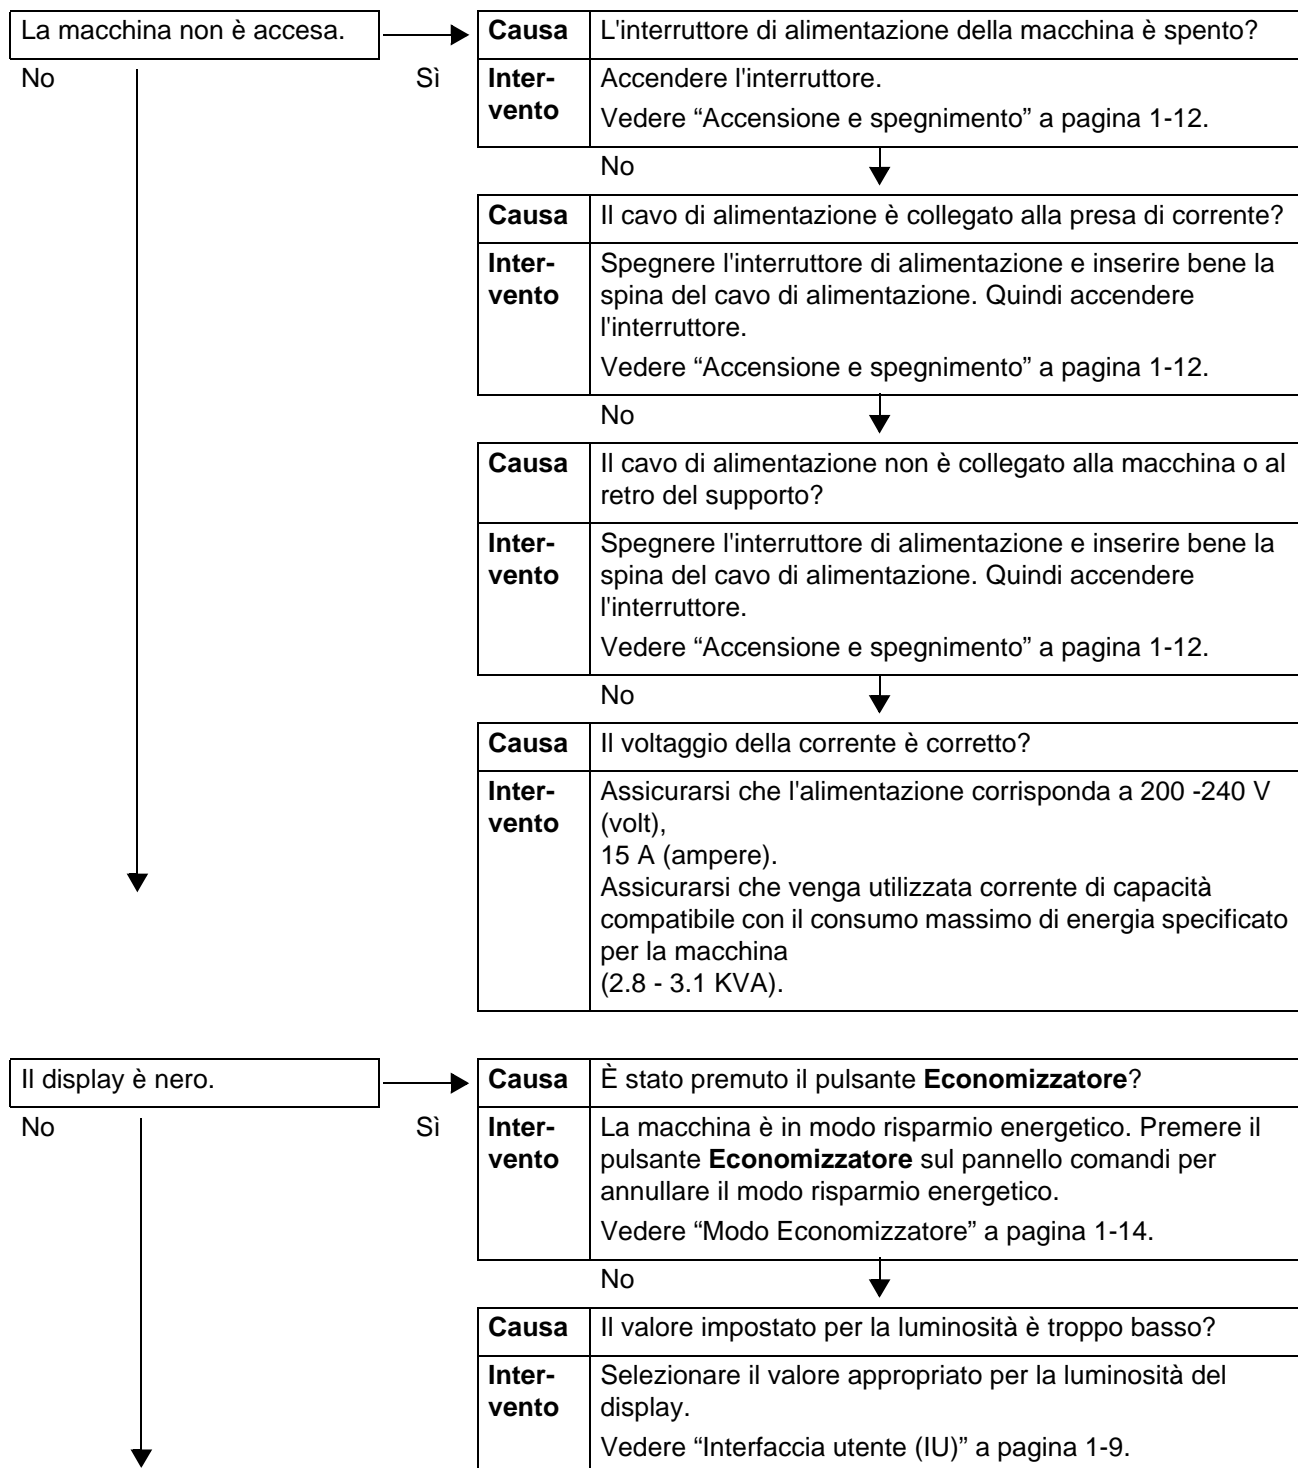 La macchina non è accesa.
Causa
L'interruttore di alimentazione della macchina è spento?
No
Sì
Inter-
vento
Accendere l'interruttore.
Vedere “Accensione e spegnimento” a pagina 1-12.
No
Causa
Il cavo di alimentazione è collegato alla presa di corrente?
Inter-
vento
Spegnere l'interruttore di alimentazione e inserire bene la
spina del cavo di alimentazione. Quindi accendere
l'interruttore.
Vedere “Accensione e spegnimento” a pagina 1-12.
No
Causa
Il cavo di alimentazione non è collegato alla macchina o al
retro del supporto?
Inter-
vento
Spegnere l'interruttore di alimentazione e inserire bene la
spina del cavo di alimentazione. Quindi accendere
l'interruttore.
Vedere “Accensione e spegnimento” a pagina 1-12.
No
Causa
Il voltaggio della corrente è corretto?
Inter-
vento
Assicurarsi che l'alimentazione corrisponda a 200 -240 V
(volt),
15 A (ampere).
Assicurarsi che venga utilizzata corrente di capacità
compatibile con il consumo massimo di energia specificato
per la macchina
(2.8 - 3.1 KVA).
Il display è nero.
Causa
È stato premuto il pulsante Economizzatore?
No
Sì
Inter-
vento
La macchina è in modo risparmio energetico. Premere il
pulsante Economizzatore sul pannello comandi per
annullare il modo risparmio energetico.
Vedere “Modo Economizzatore” a pagina 1-14.
No
Causa
Il valore impostato per la luminosità è troppo basso?
Inter-
vento
Selezionare il valore appropriato per la luminosità del
display.
Vedere “Interfaccia utente (IU)” a pagina 1-9.